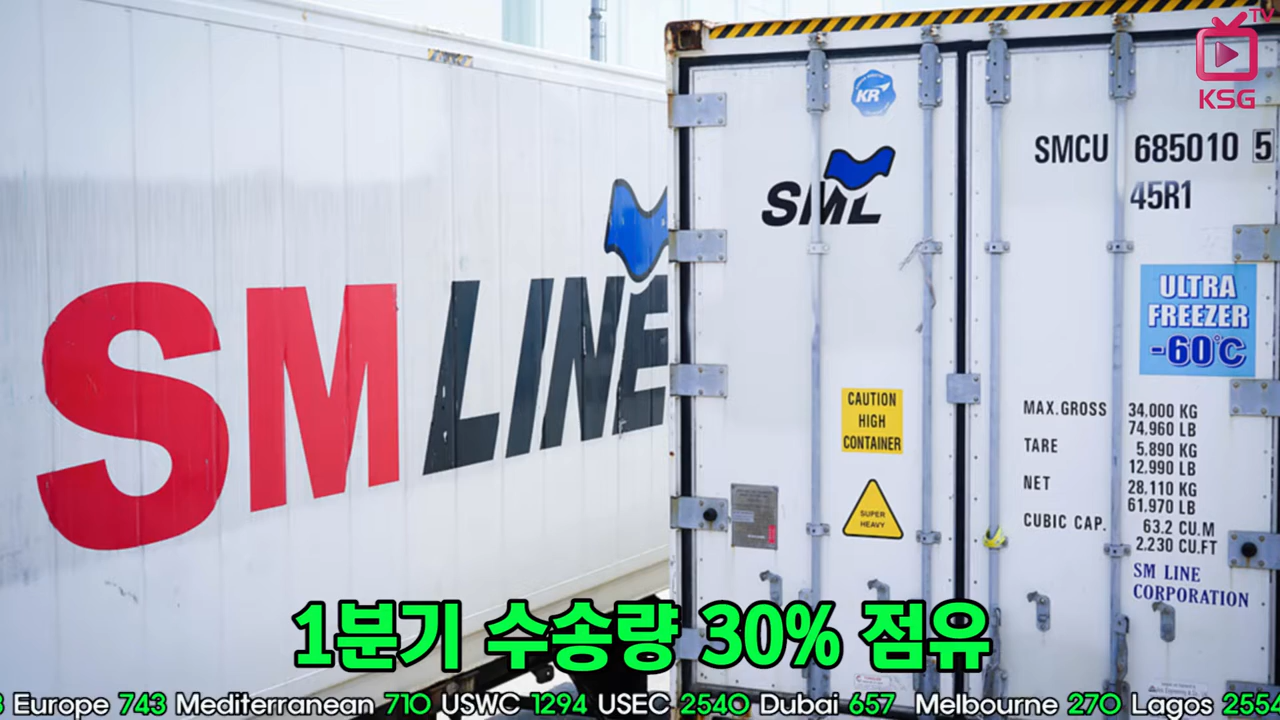 TV
KSG
KR
SML
SM LINE
SMCU 685010 5
45R1
ULTRA
FREEZER
-60°C
CAUTION
HIGH
CONTAINER
SUPER
HEAVY
MAX.GROSS 34.000 KG
74.960 LB
TARE 5.890 KG
12.990 LB
NET 28.110 KG
61.970 LB
CUBIC CAP. 63.2 CU.M
2.230 CU.FT
SM LINE
CORPORATION
1분기 수송량 30% 점유
Europe 743 Mediterranean 710 USWC 1294 USEC 2540 Dubai 657 Melbourne 270 Lagos 2554